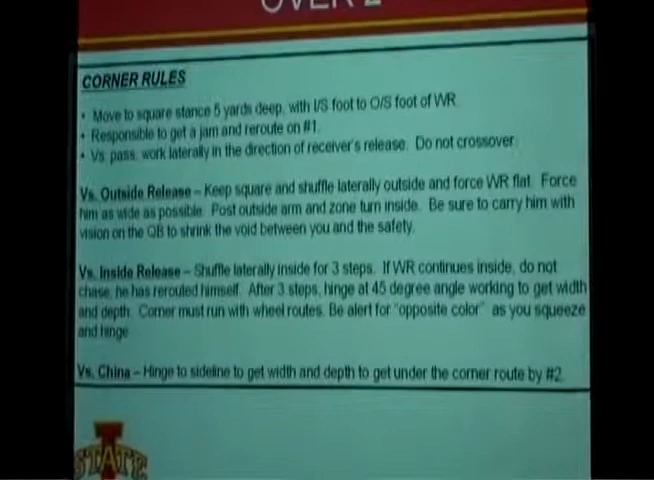 OVER 2
CORNER RULES
• Move to square stance 5 yards deep, with I/S foot to O/S foot of WR.
• Responsible to get a jam and reroute on #1.
• Vs. pass, work laterally in the direction of receiver's release. Do not crossover.
Vs. Outside Release – Keep square and shuffle laterally outside and force WR flat. Force
him as wide as possible. Post outside arm and zone turn inside. Be sure to carry him with
vision on the QB to shrink the void between you and the safety.
Vs. Inside Release – Shuffle laterally inside for 3 steps. If WR continues inside, do not
chase, he has rerouted himself. After 3 steps, hinge at 45 degree angle working to get width
and depth. Corner must run with wheel routes. Be alert for "opposite color" as you squeeze
and hinge.
Vs. China – Hinge to sideline to get width and depth to get under the corner route by #2.
STATE